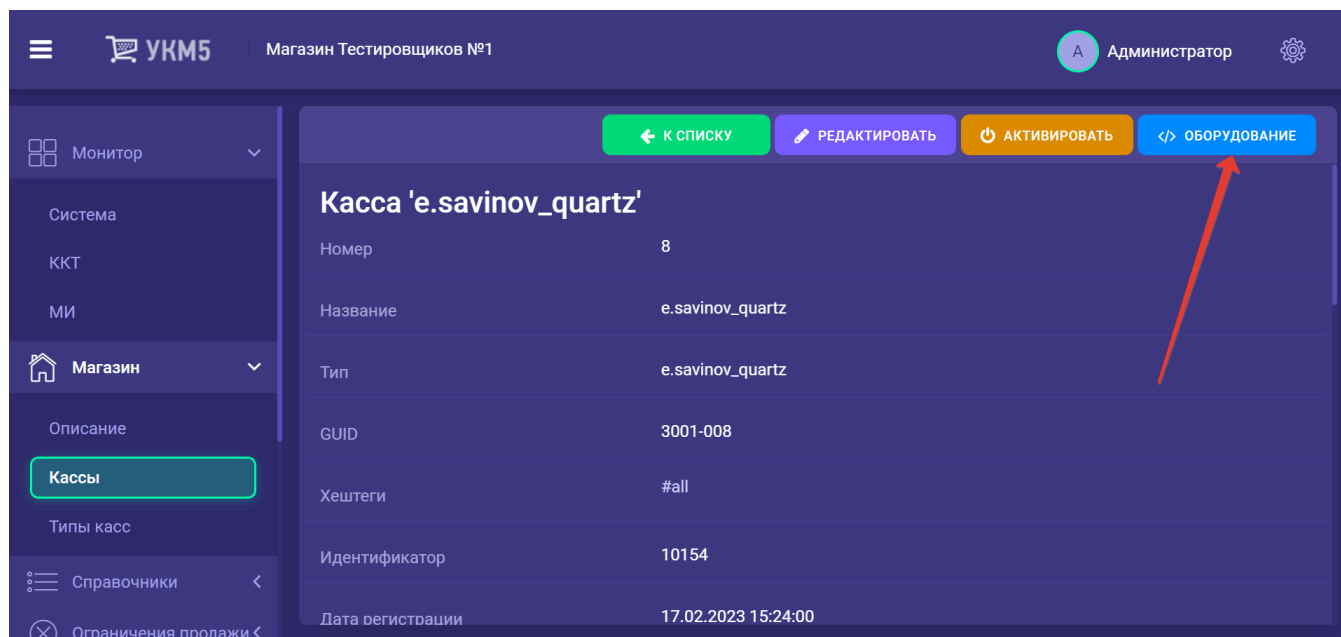 УКМ5
Магазин Тестировщиков №1
А Администратор
Монитор
Система
ККТ
МИ
Магазин
Описание
Кассы
Типы касс
Справочники
Ограничения продажи
К СПИСКУ
РЕДАКТИРОВАТЬ
АКТИВИРОВАТЬ
</> ОБОРУДОВАНИЕ
Касса 'e.savinov_quartz'
Номер 8
Название e.savinov_quartz
Тип e.savinov_quartz
GUID 3001-008
Хештеги #all
Идентификатор 10154
Дата регистрации 17.02.2023 15:24:00